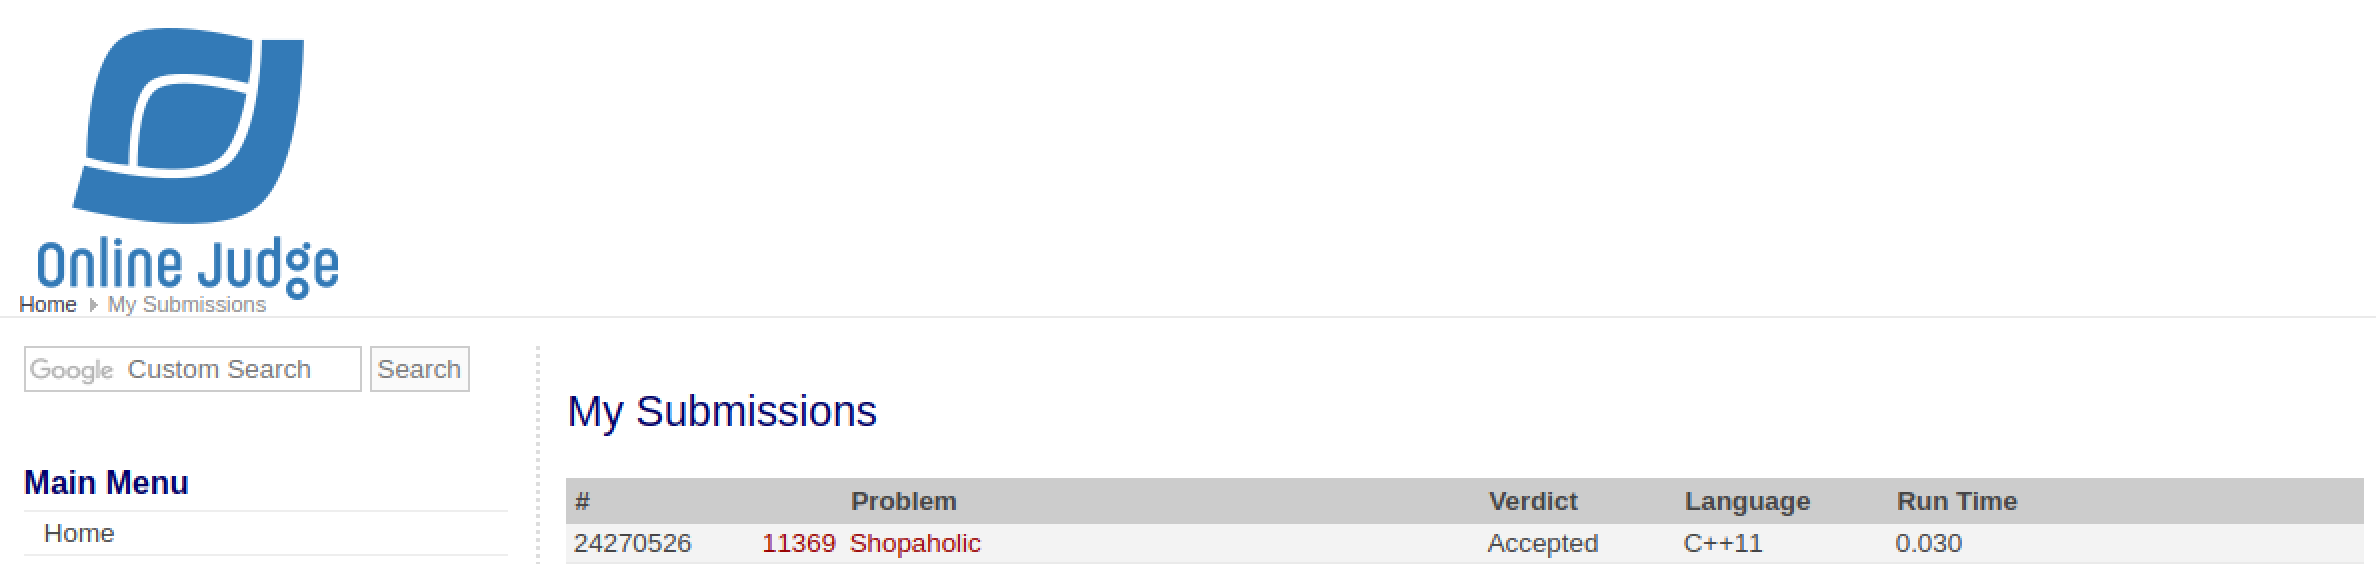 Online Judge
Home My Submissions
Google Custom Search Search
My Submissions
Main Menu
Home
# Problem Verdict Language Run Time
24270526 11369 Shopaholic Accepted C++11 0.030